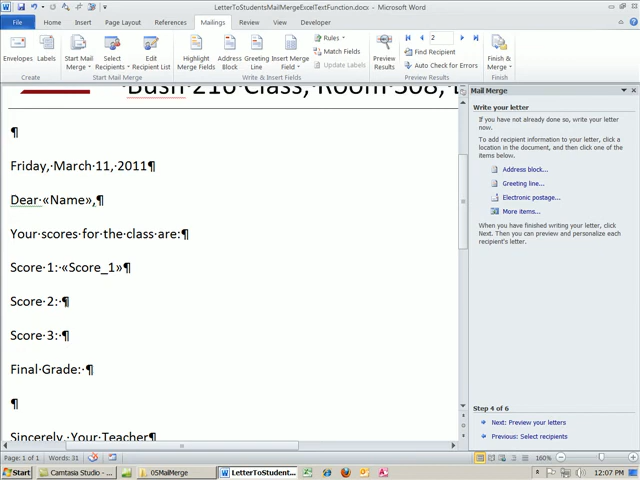 LetterToStudentsMailMergeExcelTextFunction.docx - Microsoft Word
File Home Insert Page Layout References Mailings Review View Developer
Envelopes Labels Start Mail Merge Select Recipients Edit Recipient List Highlight Merge Fields Address Block Greeting Line Insert Merge Field Rules Match Fields Update Labels Preview Results 2 Find Recipient Auto Check for Errors Finish & Merge
Create Start Mail Merge Write & Insert Fields Preview Results Finish
Mail Merge
Write your letter
If you have not already done so, write your letter
now.
To add recipient information to your letter, click a
location in the document, and then click one of the
items below.
Address block...
Greeting line...
Electronic postage...
More items...
When you have finished writing your letter, click
Next. Then you can preview and personalize each
recipient's letter.
Step 4 of 6
Next: Preview your letters
Previous: Select recipients
Busn 216 Class, Room 308,
¶
Friday,·March·11,·2011¶
Dear·«Name»,¶
Your·scores·for·the·class·are:¶
Score·1:·«Score_1»¶
Score·2:·¶
Score·3:·¶
Final·Grade:·¶
¶
Sincerely,·Your·Teacher¶
Page: 1 of 1 Words: 31 160%
Start Camtasia Studio - ... 05MailMerge LetterToStudent... 12:07 PM